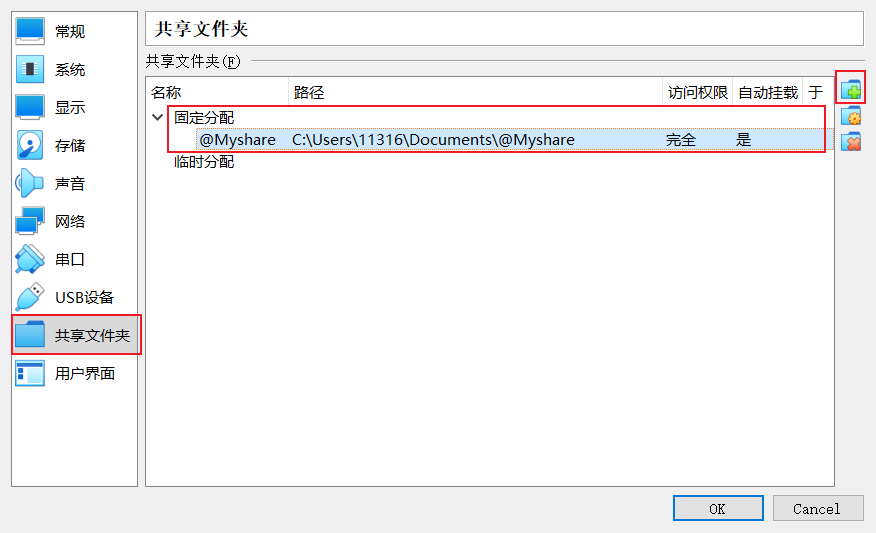 常规
系统
显示
存储
声音
网络
串口
USB设备
共享文件夹
用户界面
共享文件夹
共享文件夹(F)
名称 路径 访问权限 自动挂载 于
固定分配
@Myshare C:\Users\11316\Documents\@Myshare 完全 是
临时分配
OK Cancel